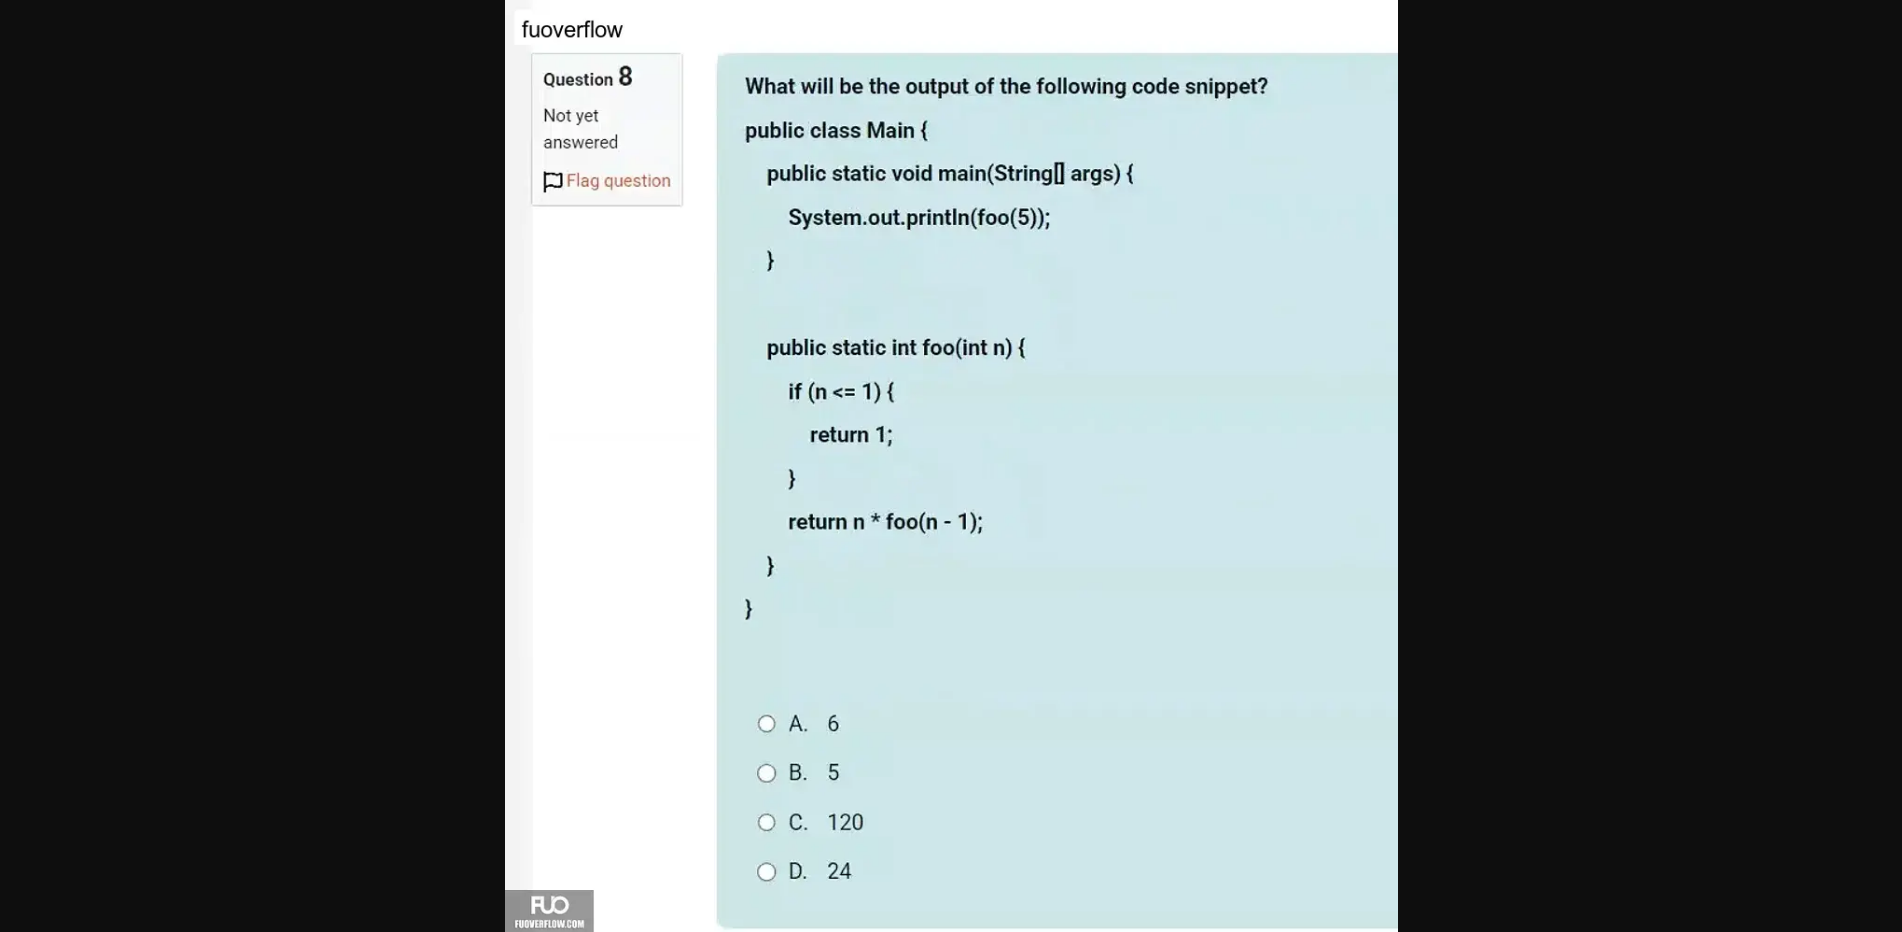 fuoverflow
Question 8
Not yet
answered
Flag question
What will be the output of the following code snippet?
public class Main {
public static void main(String[] args) {
System.out.println(foo(5));
}
public static int foo(int n) {
if (n <= 1) {
return 1;
}
return n * foo(n - 1);
}
}
A. 6
B. 5
C. 120
D. 24
FUO
FUOVERFLOW.COM